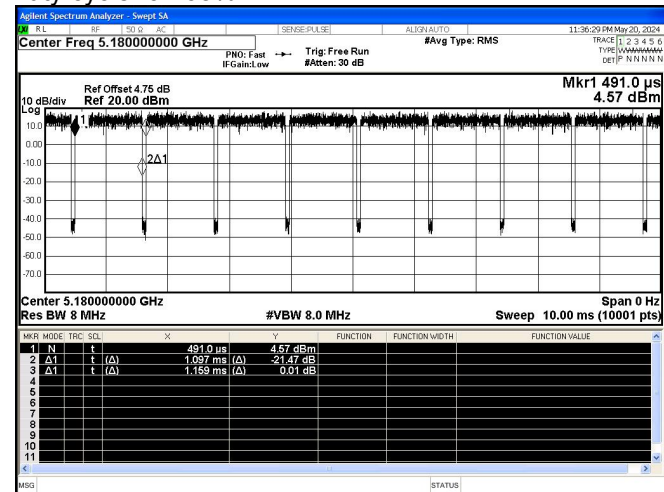 Agilent Spectrum Analyzer - Swept SA
RL RF 50 Ω AC SENSE:PULSE ALIGN AUTO 11:36:29 PM May 20, 2024
Center Freq 5.180000000 GHz
PNO: Fast
IFGain:Low
Trig: Free Run
#Atten: 30 dB
#Avg Type: RMS
TRACE 1 2 3 4 5 6
TYPE
DET P N N N N N
Mkr1 491.0 µs
4.57 dBm
Ref Offset 4.75 dB
10 dB/div Ref 20.00 dBm
Log
10.0
0.00
-10.0
-20.0
-30.0
-40.0
-50.0
-60.0
-70.0
1
2Δ1
Center 5.180000000 GHz Span 0 Hz
Res BW 8 MHz #VBW 8.0 MHz Sweep 10.00 ms (10001 pts)
MKR MODE TRC SCL X Y FUNCTION FUNCTION WIDTH FUNCTION VALUE
1 N t 491.0 µs 4.57 dBm
2 Δ1 t (Δ) 1.097 ms (Δ) -21.47 dB
3 Δ1 t (Δ) 1.159 ms (Δ) 0.01 dB
4
5
6
7
8
9
10
11
MSG STATUS